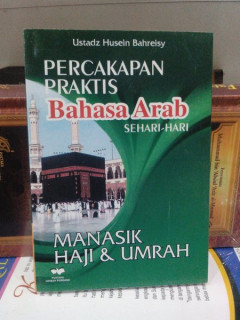 Ustadz Husein Bahreisy
PERCAKAPAN
PRAKTIS
Bahasa Arab
SEHARI-HARI
MANASIK
HAJI & UMRAH